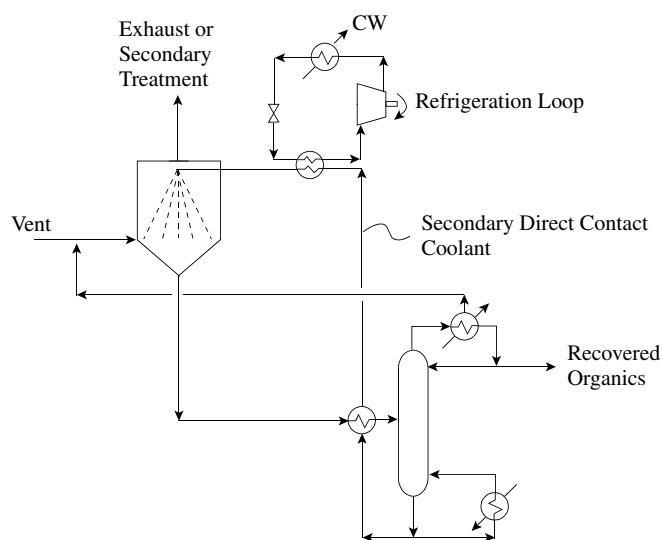 Exhaust or
Secondary
Treatment
CW
Refrigeration Loop
Vent
Secondary Direct Contact
Coolant
Recovered
Organics